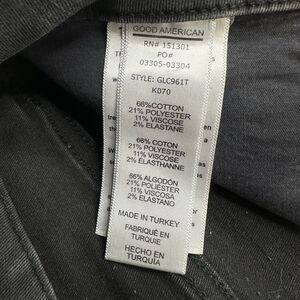 GOOD AMERICAN
RN# 151301
PO#
03305-03304
STYLE: GLC961T
K070
66%COTTON
21% POLYESTER
11% VISCOSE
2% ELASTANE
66% COTON
21% POLYESTER
11% VISCOSE
2% ELASTHANNE
66% ALGODÓN
21% POLIÉSTER
11% VISCOSA
2% ELASTANO
MADE IN TURKEY
FABRIQUÉ EN
TURQUIE
HECHO EN
TURQUÍA